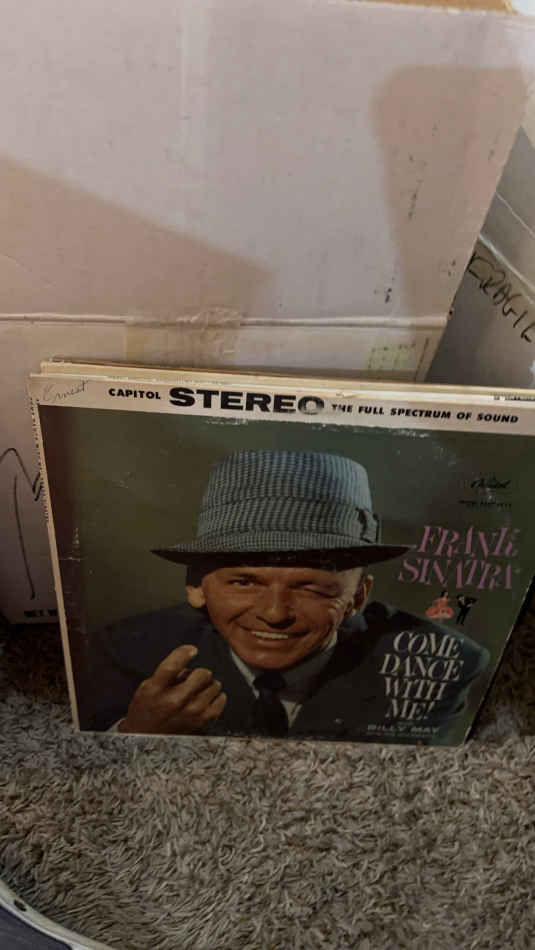 FRAGILE
Ernest
CAPITOL STEREO THE FULL SPECTRUM OF SOUND
Capitol
FRANK
SINATRA
COME
DANCE
WITH
ME!
BILLY MAY